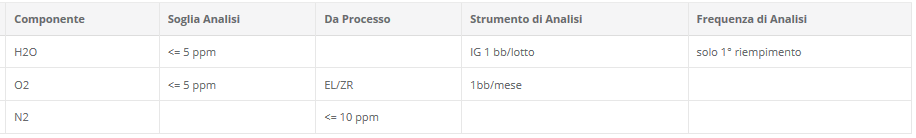 Componente Soglia Analisi Da Processo Strumento di Analisi Frequenza di Analisi
H2O <= 5 ppm IG 1 bb/lotto solo 1° riempimento
O2 <= 5 ppm EL/ZR 1bb/mese
N2 <= 10 ppm